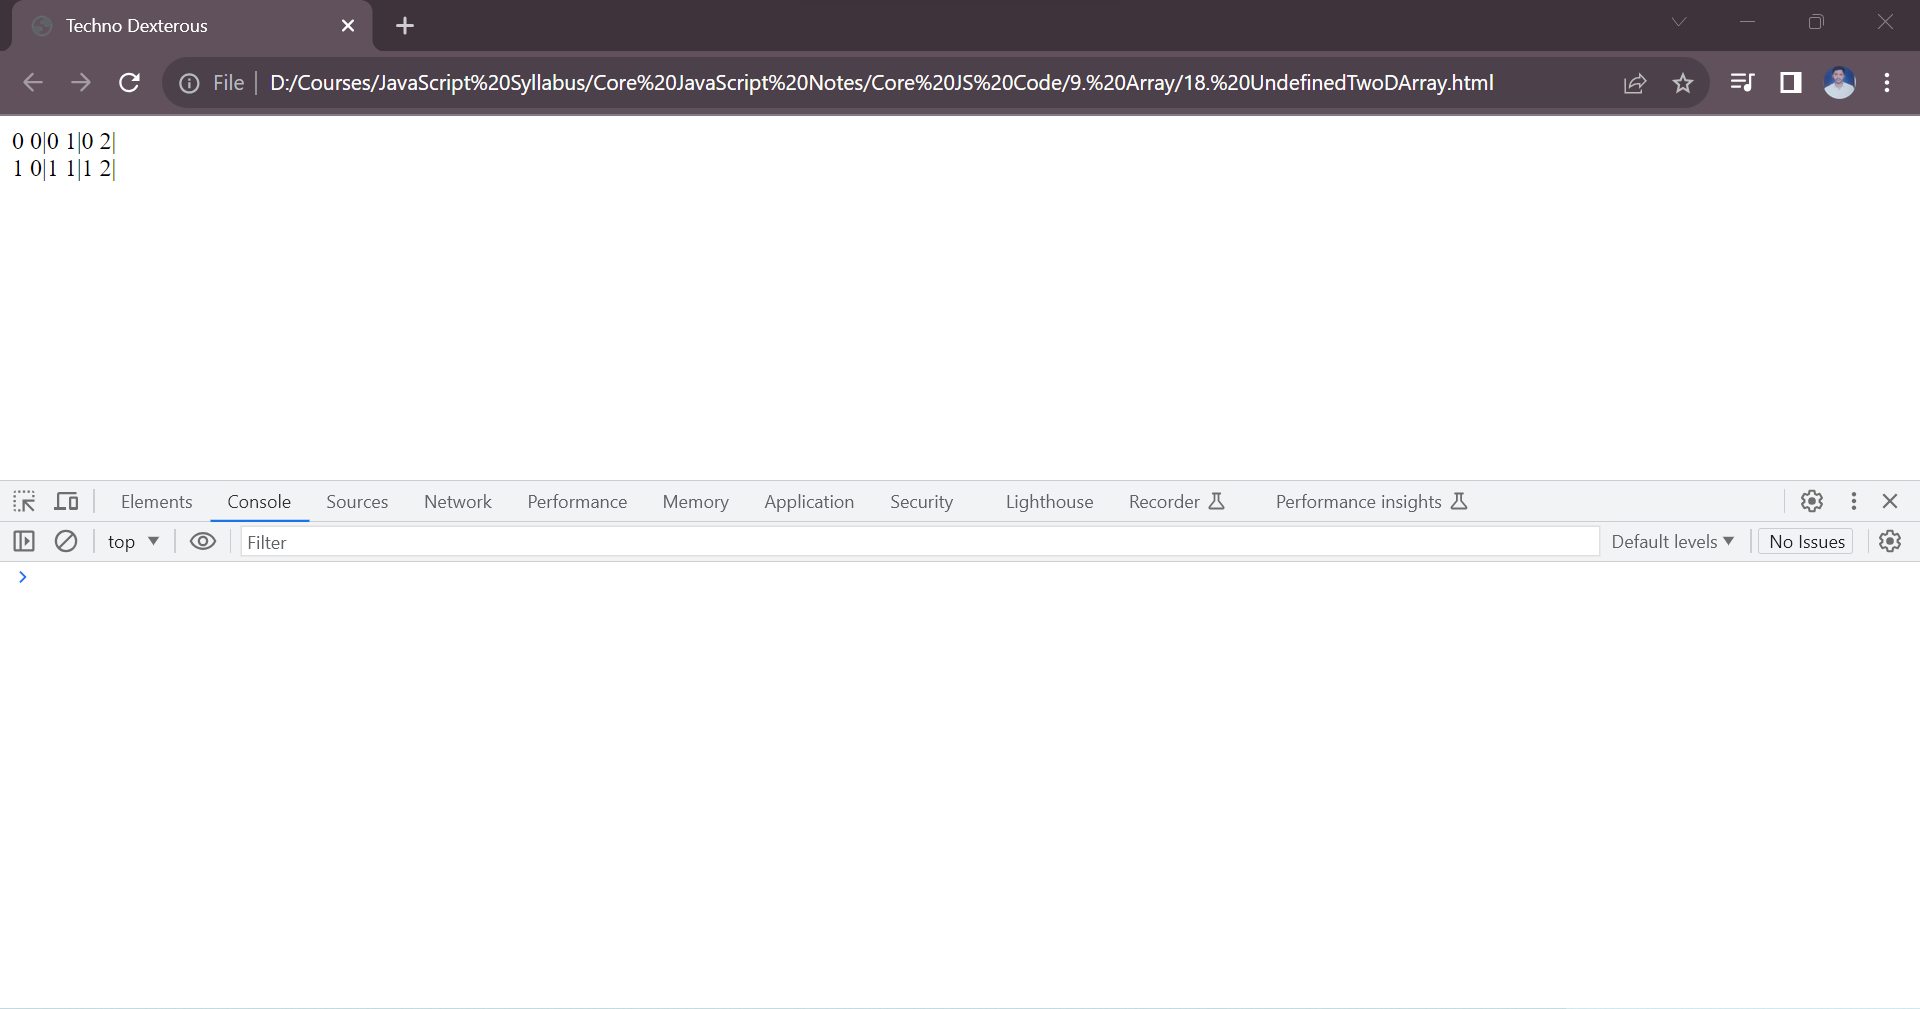 Techno Dexterous
File D:/Courses/JavaScript%20Syllabus/Core%20JavaScript%20Notes/Core%20JS%20Code/9.%20Array/18.%20UndefinedTwoDArray.html
0 0|0 1|0 2|
1 0|1 1|1 2|
Elements Console Sources Network Performance Memory Application Security Lighthouse Recorder Performance insights
top Filter Default levels No Issues